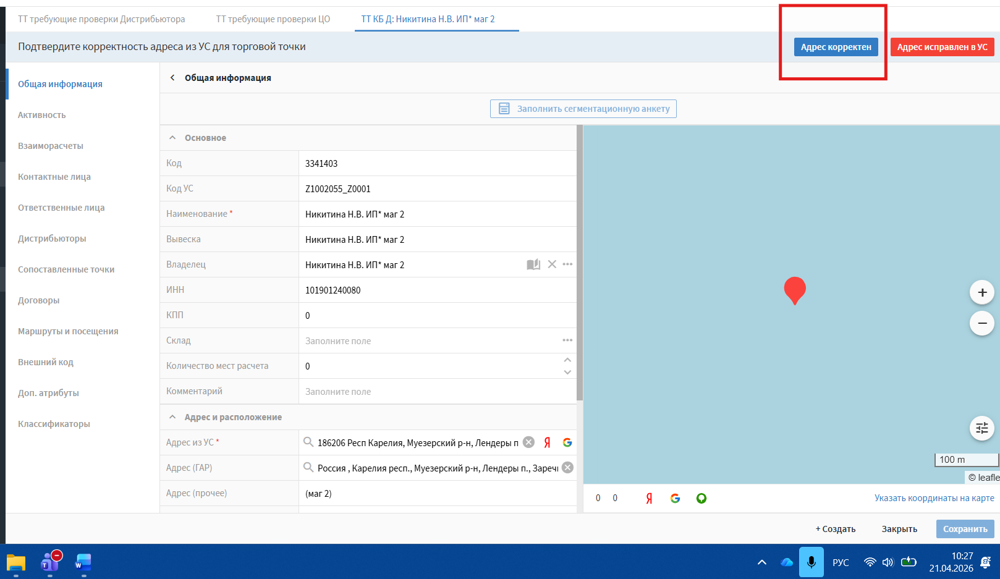 ТТ требующие проверки Дистрибьютора
ТТ требующие проверки ЦО
ТТ КБ Д: Никитина Н.В. ИП* маг 2
Подтвердите корректность адреса из УС для торговой точки
Адрес корректен
Адрес исправлен в УС
Общая информация
Активность
Взаиморасчеты
Контактные лица
Ответственные лица
Дистрибьюторы
Сопоставленные точки
Договоры
Маршруты и посещения
Внешний код
Доп. атрибуты
Классификаторы
Общая информация
Заполнить сегментационную анкету
Основное
Код 3341403
Код УС Z1002055_Z0001
Наименование * Никитина Н.В. ИП* маг 2
Вывеска Никитина Н.В. ИП* маг 2
Владелец Никитина Н.В. ИП* маг 2
ИНН 101901240080
КПП 0
Склад Заполните поле
Количество мест расчета 0
Комментарий Заполните поле
Адрес и расположение
Адрес из УС * 186206 Респ Карелия, Муезерский р-н, Лендеры п Я G
Адрес (ГАР) Россия , Карелия респ., Муезерский р-н, Лендеры п., Заречн
Адрес (прочее) (маг 2)
100 m
© leafle
0 0 Я G
Указать координаты на карте
+ Создать
Закрыть
Сохранить
РУС
10:27
21.04.2026